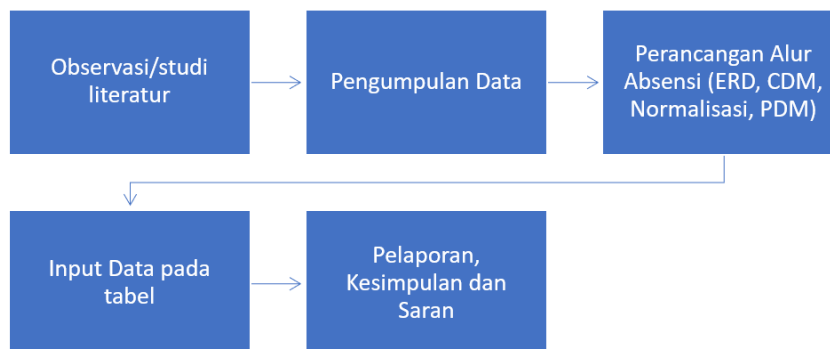 Observasi/studi
literatur
Pengumpulan Data
Perancangan Alur
Absensi (ERD, CDM,
Normalisasi, PDM)
Input Data pada
tabel
Pelaporan,
Kesimpulan dan
Saran